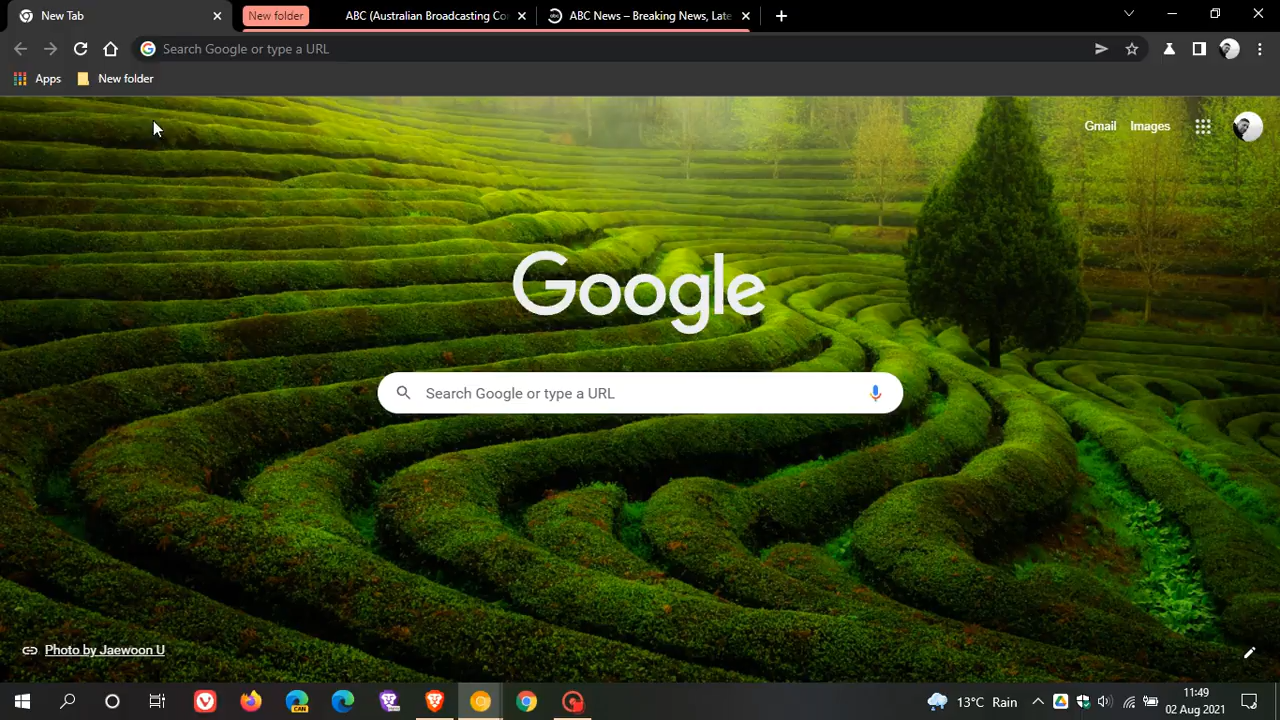 New Tab
New folder
ABC (Australian Broadcasting Co
ABC News – Breaking News, Late
Search Google or type a URL
Apps
New folder
Gmail
Images
Google
Search Google or type a URL
Photo by Jaewoon U
CAN
13°C Rain
11:49
02 Aug 2021